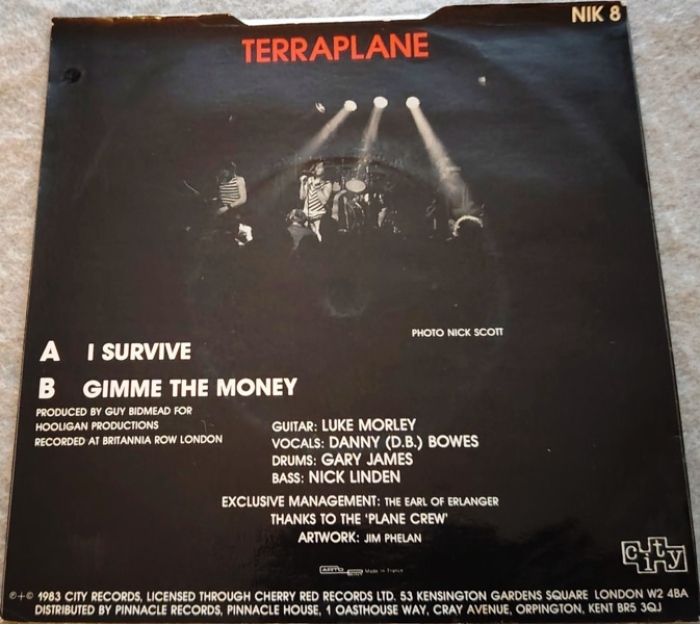 NIK 8
TERRAPLANE
PHOTO NICK SCOTT
A I SURVIVE
B GIMME THE MONEY
PRODUCED BY GUY BIDMEAD FOR
HOOLIGAN PRODUCTIONS
RECORDED AT BRITANNIA ROW LONDON
GUITAR: LUKE MORLEY
VOCALS: DANNY (D.B.) BOWES
DRUMS: GARY JAMES
BASS: NICK LINDEN
EXCLUSIVE MANAGEMENT: THE EARL OF ERLANGER
THANKS TO THE 'PLANE CREW'
ARTWORK: JIM PHELAN
Made in France
city
℗+© 1983 CITY RECORDS, LICENSED THROUGH CHERRY RED RECORDS LTD. 53 KENSINGTON GARDENS SQUARE LONDON W2 4BA
DISTRIBUTED BY PINNACLE RECORDS, PINNACLE HOUSE, 1 OASTHOUSE WAY, CRAY AVENUE, ORPINGTON, KENT BR5 3QJ